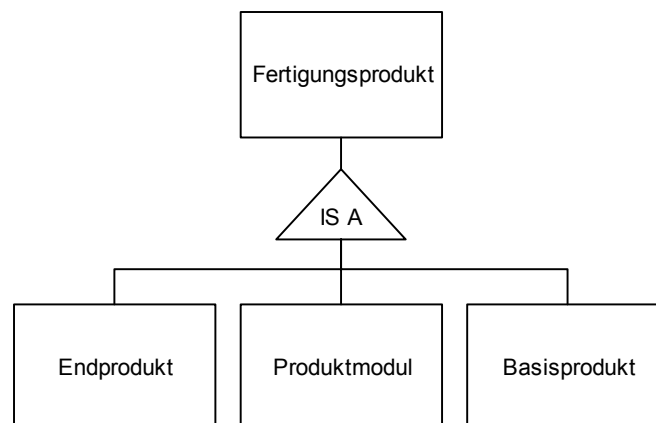 Fertigungsprodukt
IS A
Endprodukt
Produktmodul
Basisprodukt